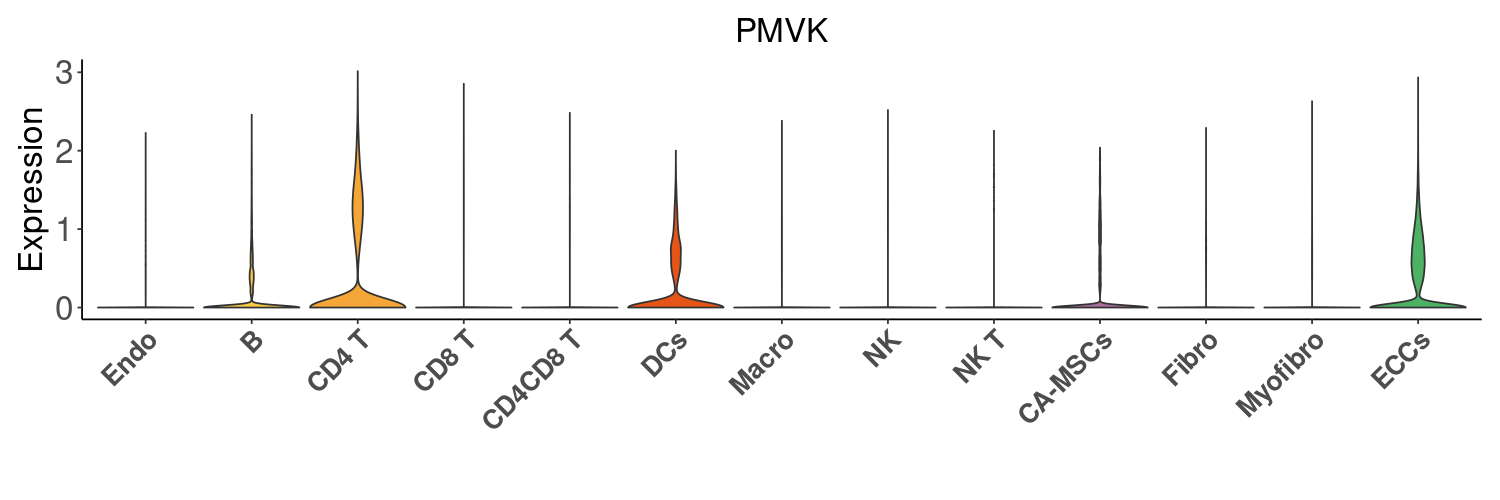 PMVK
Expression
3
2
1
0
Endo
B
CD4 T
CD8 T
CD4CD8 T
DCs
Macro
NK
NK T
CA-MSCs
Fibro
Myofibro
ECCs